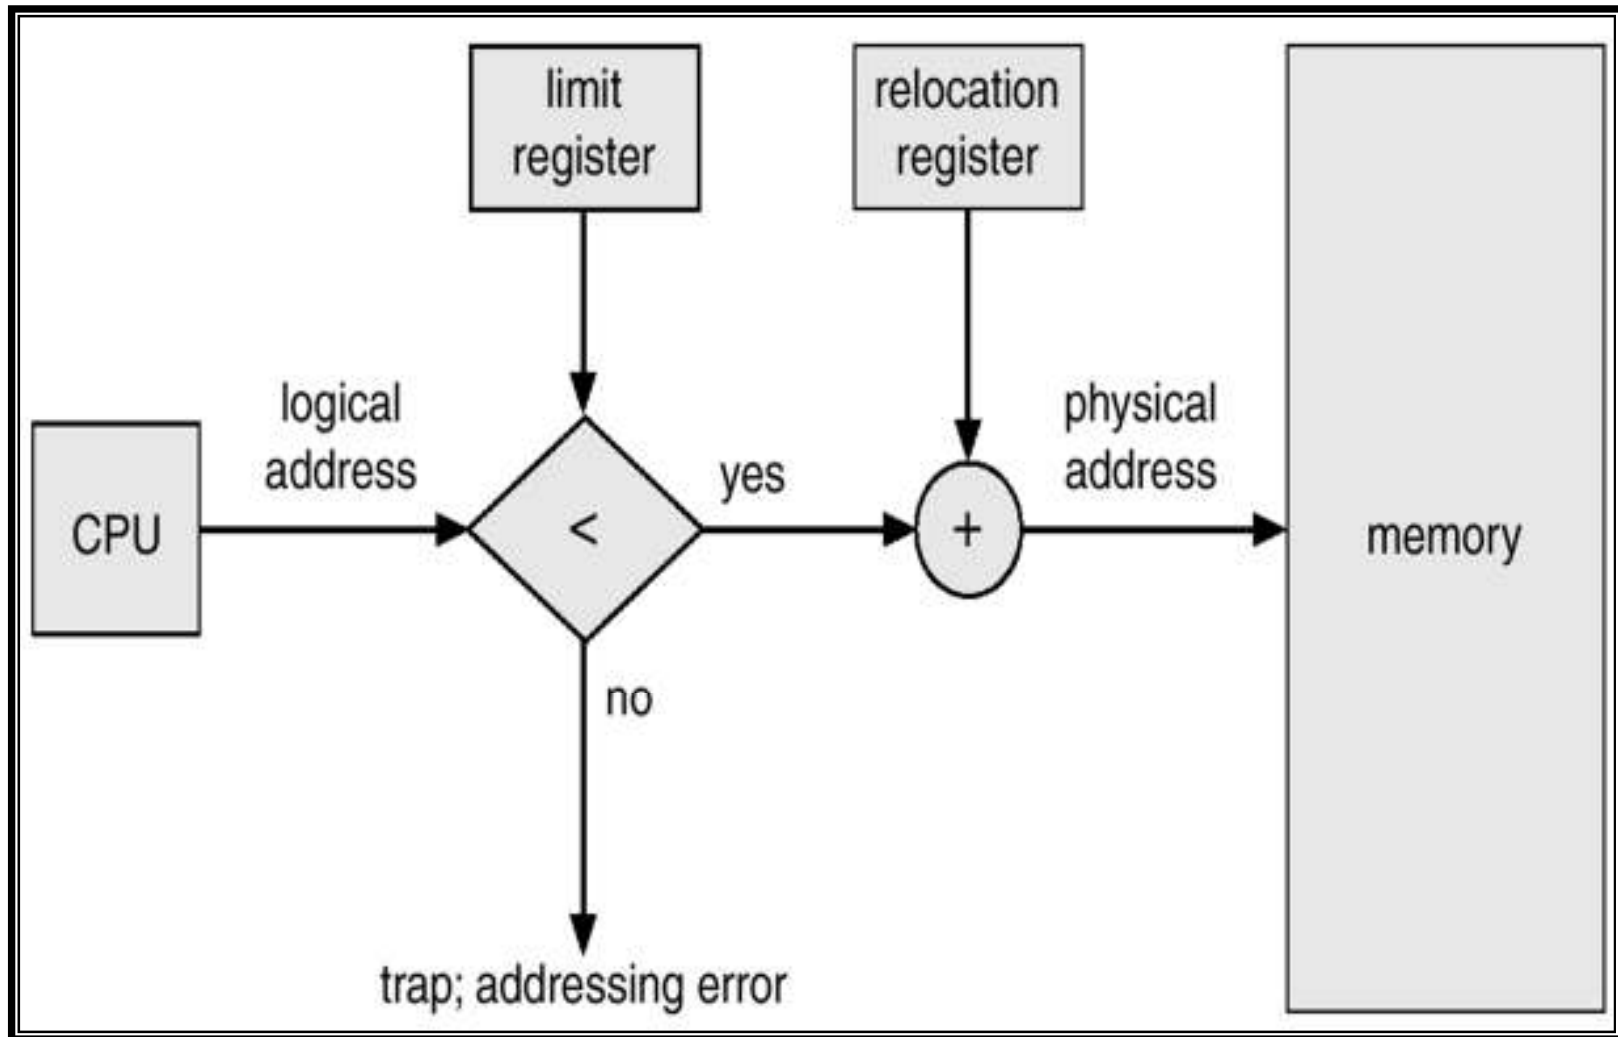 limit
register
relocation
register
logical
address
physical
address
yes
CPU
<
+
memory
no
trap; addressing error